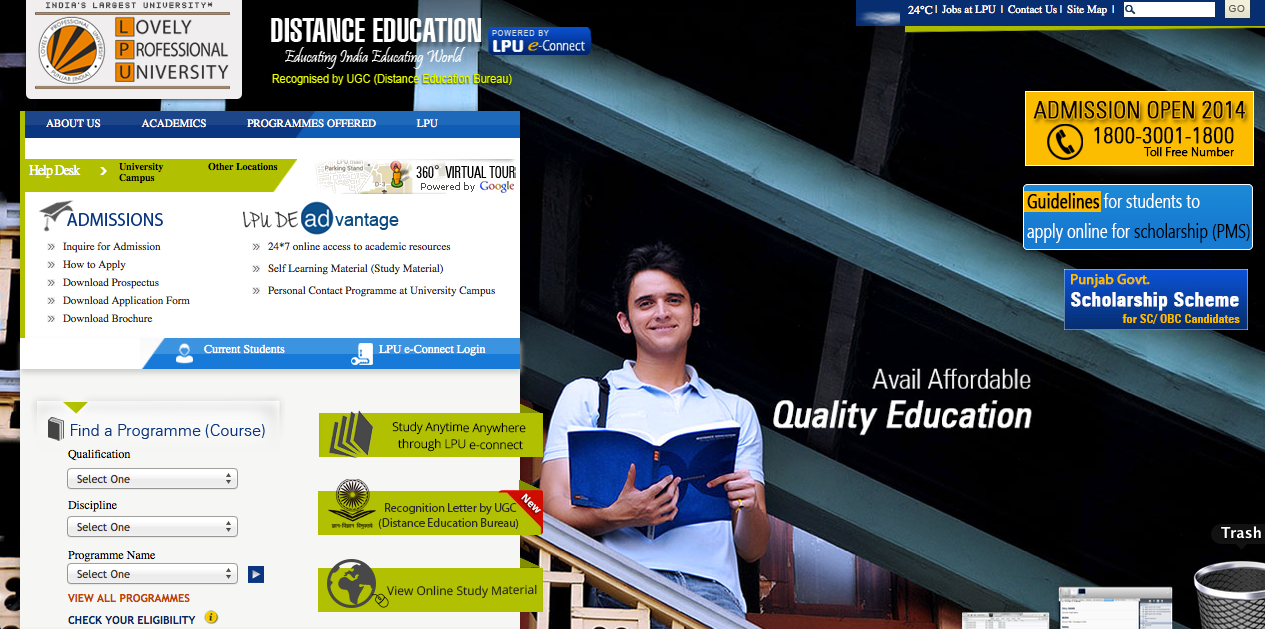 INDIA'S LARGEST UNIVERSITY*
LOVELY
PROFESSIONAL
UNIVERSITY
LOVELY PROFESSIONAL UNIVERSITY
PUNJAB (INDIA)
DISTANCE EDUCATION
Educating India Educating World
Recognised by UGC (Distance Education Bureau)
POWERED BY
LPU e-Connect
24°C | Jobs at LPU | Contact Us | Site Map |
GO
ABOUT US ACADEMICS PROGRAMMES OFFERED LPU
Help Desk
University
Campus
Other Locations
Parking Stand
D-3
360° VIRTUAL TOUR
Powered by Google
ADMISSIONS
» Inquire for Admission
» How to Apply
» Download Prospectus
» Download Application Form
» Download Brochure
LPU DE advantage
» 24*7 online access to academic resources
» Self Learning Material (Study Material)
» Personal Contact Programme at University Campus
Current Students
LPU e-Connect Login
ADMISSION OPEN 2014
1800-3001-1800
Toll Free Number
Guidelines for students to
apply online for scholarship (PMS)
Punjab Govt.
Scholarship Scheme
for SC/ OBC Candidates
Avail Affordable
Quality Education
Find a Programme (Course)
Qualification
Select One
Discipline
Select One
Programme Name
Select One
VIEW ALL PROGRAMMES
CHECK YOUR ELIGIBILITY i
Study Anytime Anywhere
through LPU e-connect
Recognition Letter by UGC
(Distance Education Bureau)
New
View Online Study Material
DISTANCE EDUCATION
Trash